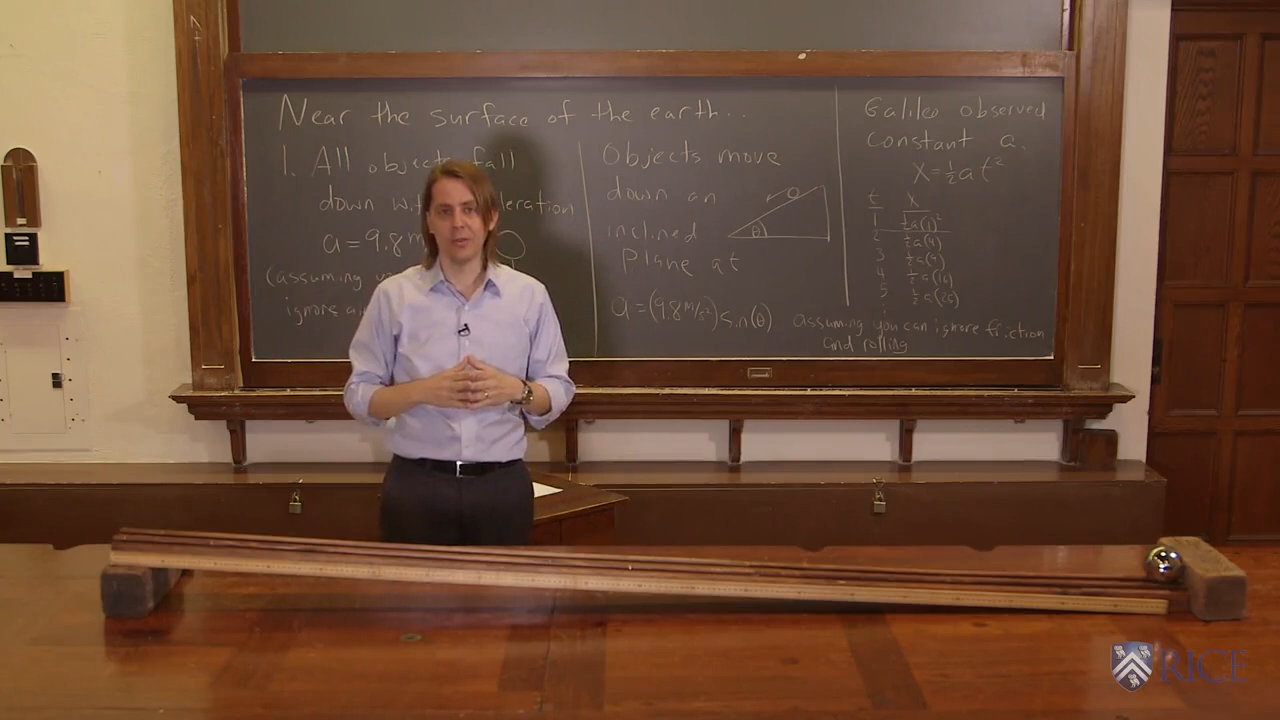 Near the surface of the earth..
1. All objects fall
down with
a=9.8
(assuming
ignore
Objects move
down an
inclined
Plane at
a=(9.8 m/s²)sin(θ)
θ
Galileo observed
constant a.
X=½at²
t x
1 ½a(1)²
2 ½a(4)
3 ½a(9)
4 ½a(16)
5 ½a(25)
assuming you can ignore friction
and rolling
RICE